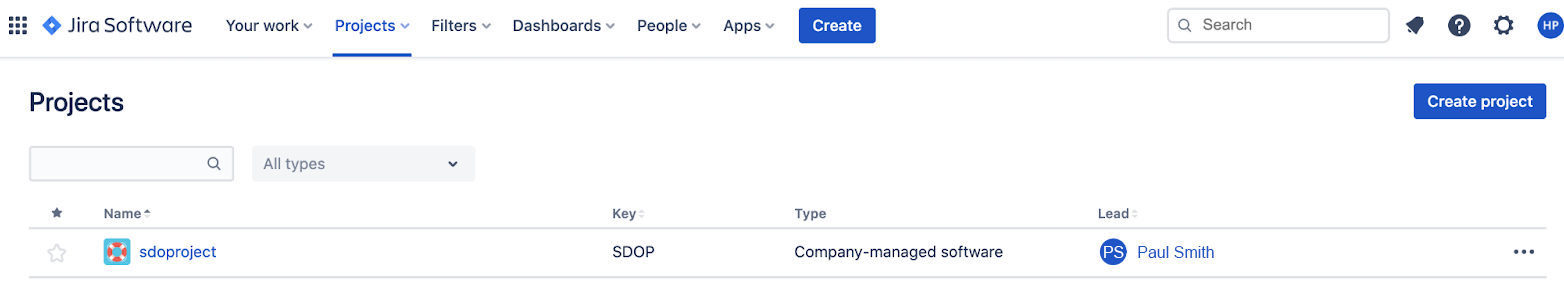 Jira Software Your work Projects Filters Dashboards People Apps Create Search HP
Projects Create project
All types
Name Key Type Lead
sdoproject SDOP Company-managed software PS Paul Smith